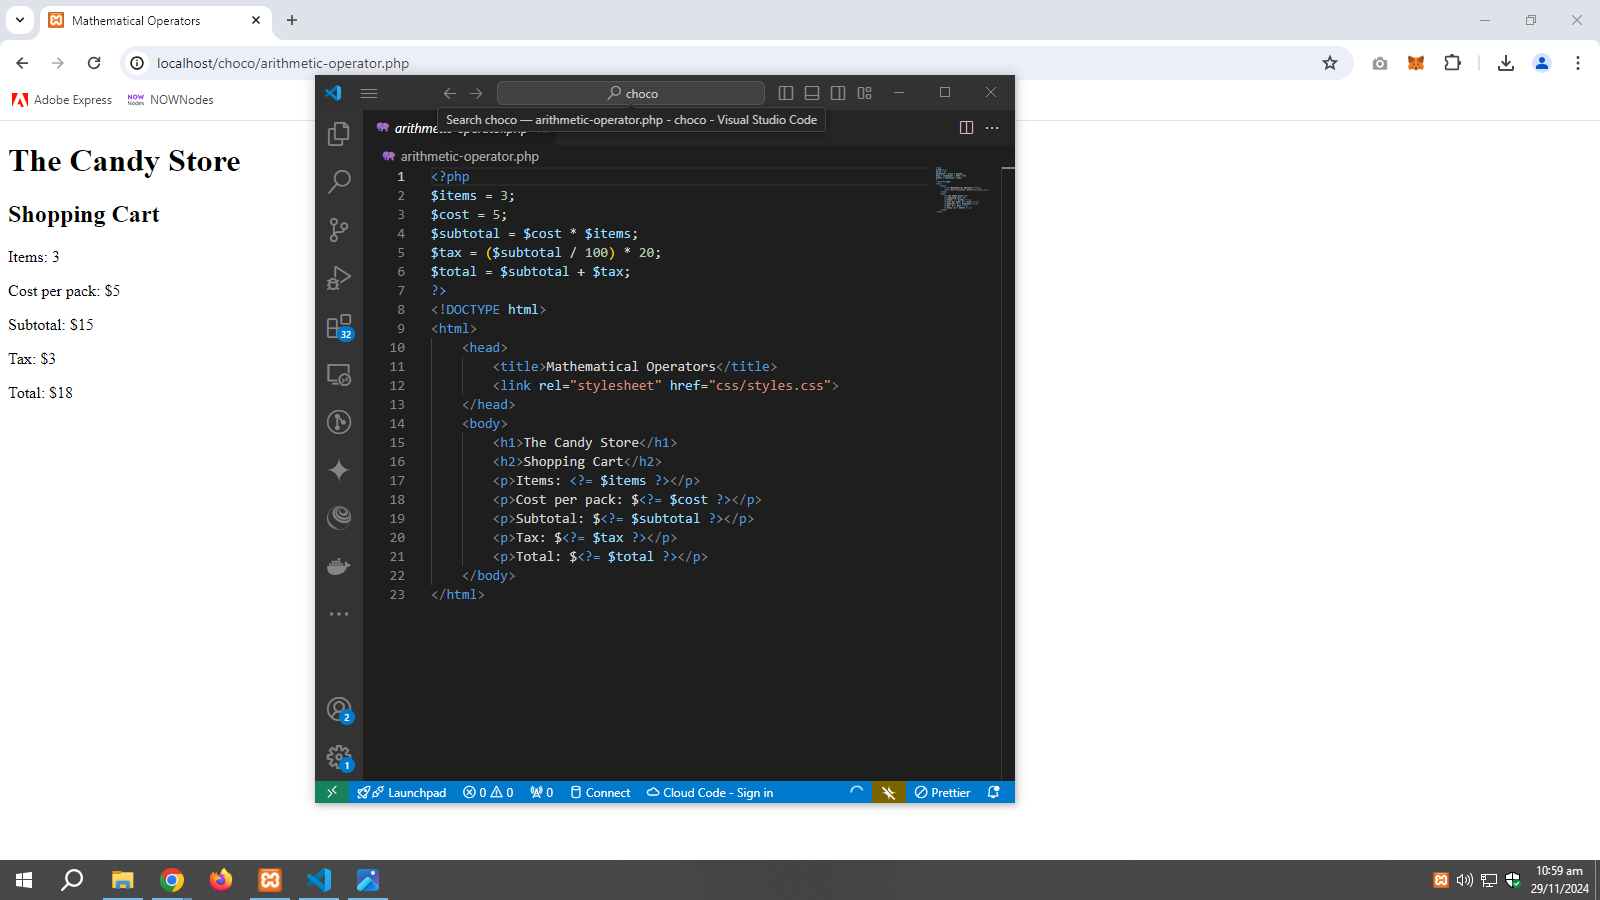 Mathematical Operators
localhost/choco/arithmetic-operator.php
Adobe Express
NOW Nodes NOWNodes
The Candy Store
Shopping Cart
Items: 3
Cost per pack: $5
Subtotal: $15
Tax: $3
Total: $18
choco
Search choco — arithmetic-operator.php - choco - Visual Studio Code
arithmetic-operator.php
1 <?php
2 $items = 3;
3 $cost = 5;
4 $subtotal = $cost * $items;
5 $tax = ($subtotal / 100) * 20;
6 $total = $subtotal + $tax;
7 ?>
8 <!DOCTYPE html>
9 <html>
10 <head>
11 <title>Mathematical Operators</title>
12 <link rel="stylesheet" href="css/styles.css">
13 </head>
14 <body>
15 <h1>The Candy Store</h1>
16 <h2>Shopping Cart</h2>
17 <p>Items: <?= $items ?></p>
18 <p>Cost per pack: $<?= $cost ?></p>
19 <p>Subtotal: $<?= $subtotal ?></p>
20 <p>Tax: $<?= $tax ?></p>
21 <p>Total: $<?= $total ?></p>
22 </body>
23 </html>
32
2
1
Launchpad 0 0 0 Connect Cloud Code - Sign in Prettier
10:59 am
29/11/2024